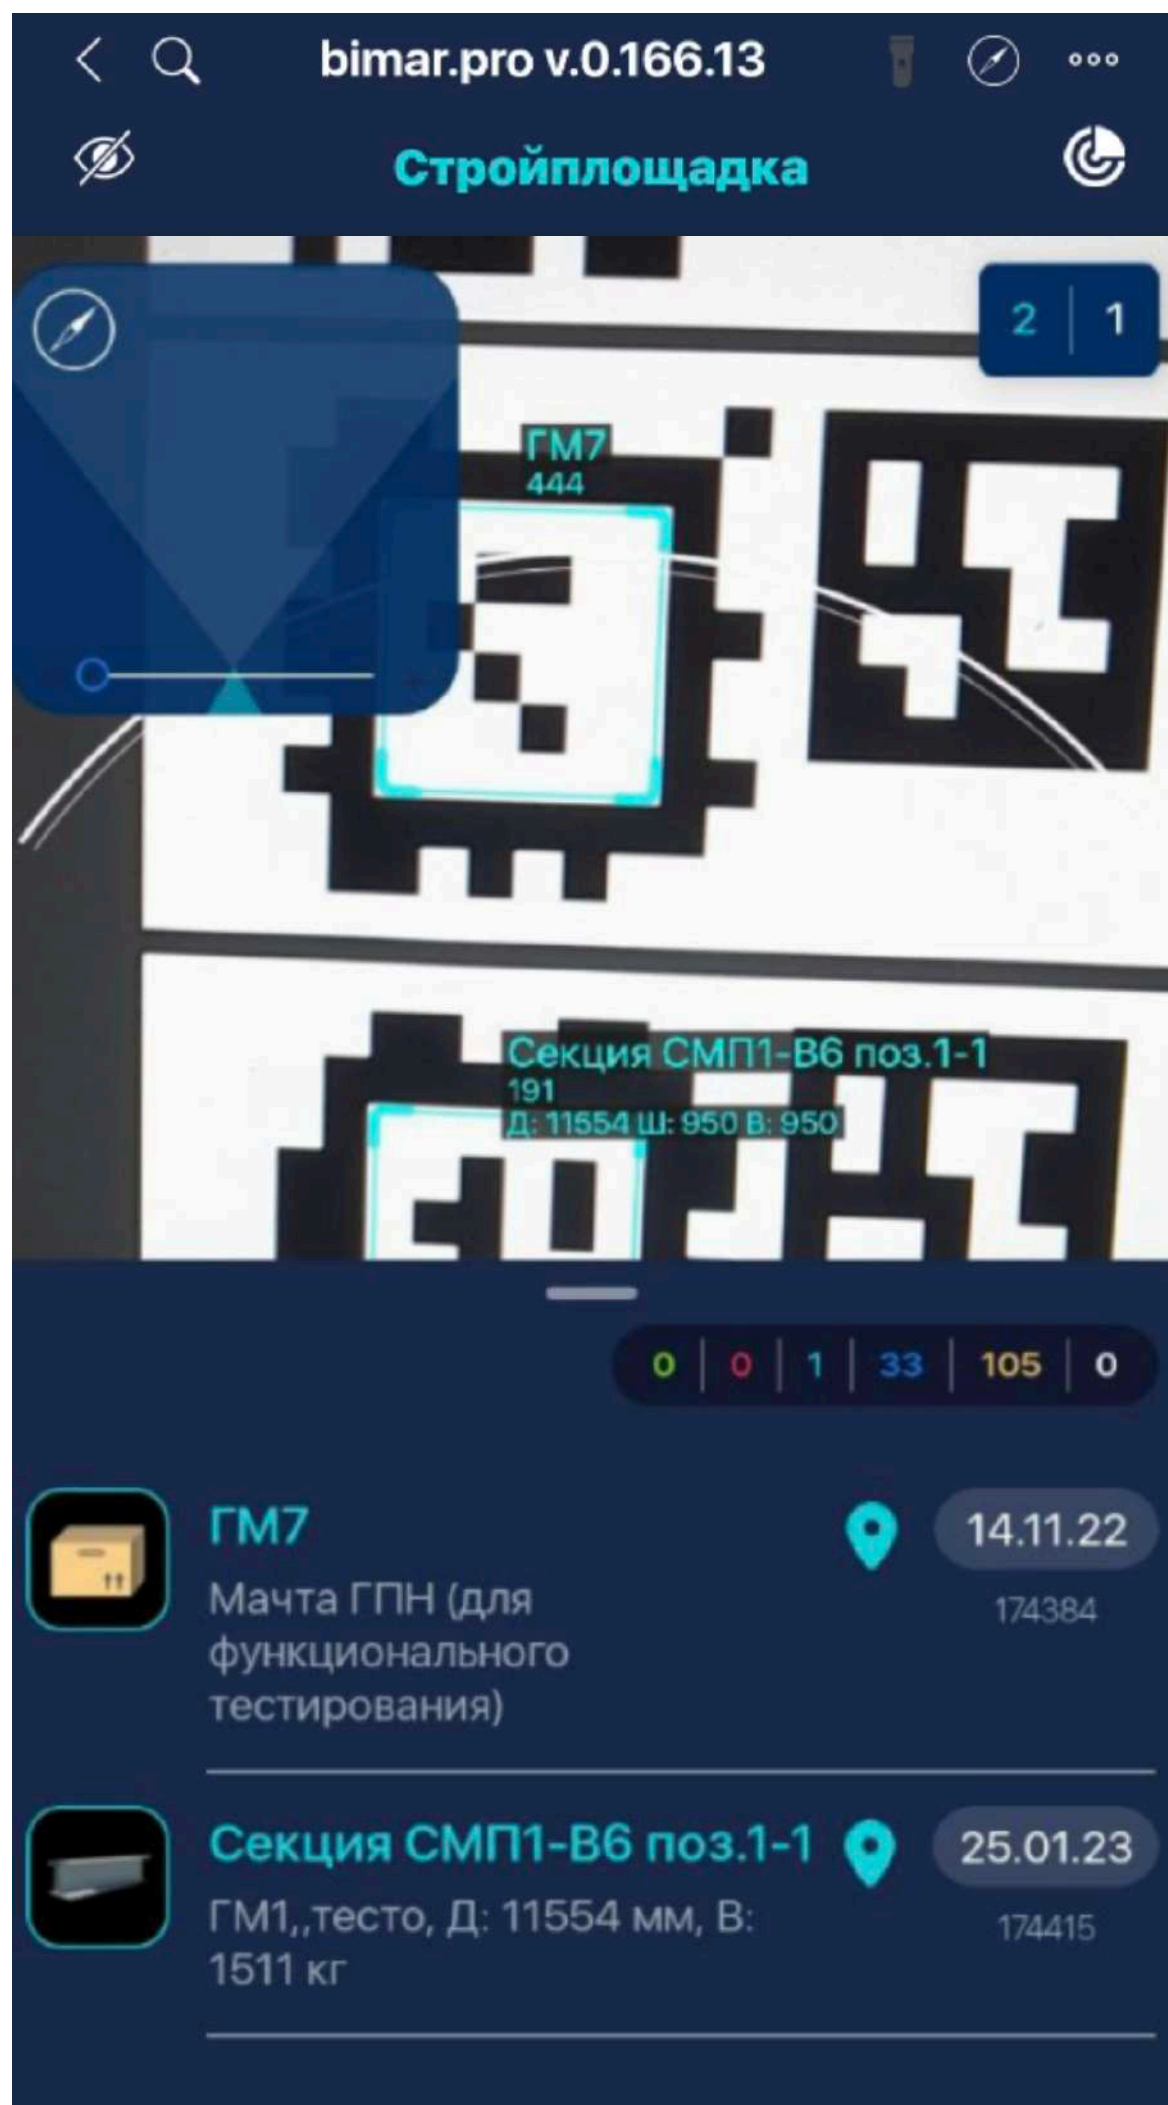 bimar.pro v.0.166.13
Стройплощадка
2 1
ГМ7
444
Секция СМП1-В6 поз.1-1
191
Д: 11554 Ш: 950 В: 950
0 0 1 33 105 0
ГМ7
14.11.22
Мачта ГПН (для
174384
функционального
тестирования)
Секция СМП1-В6 поз.1-1
25.01.23
ГМ1,,тесто, Д: 11554 мм, В:
174415
1511 кг